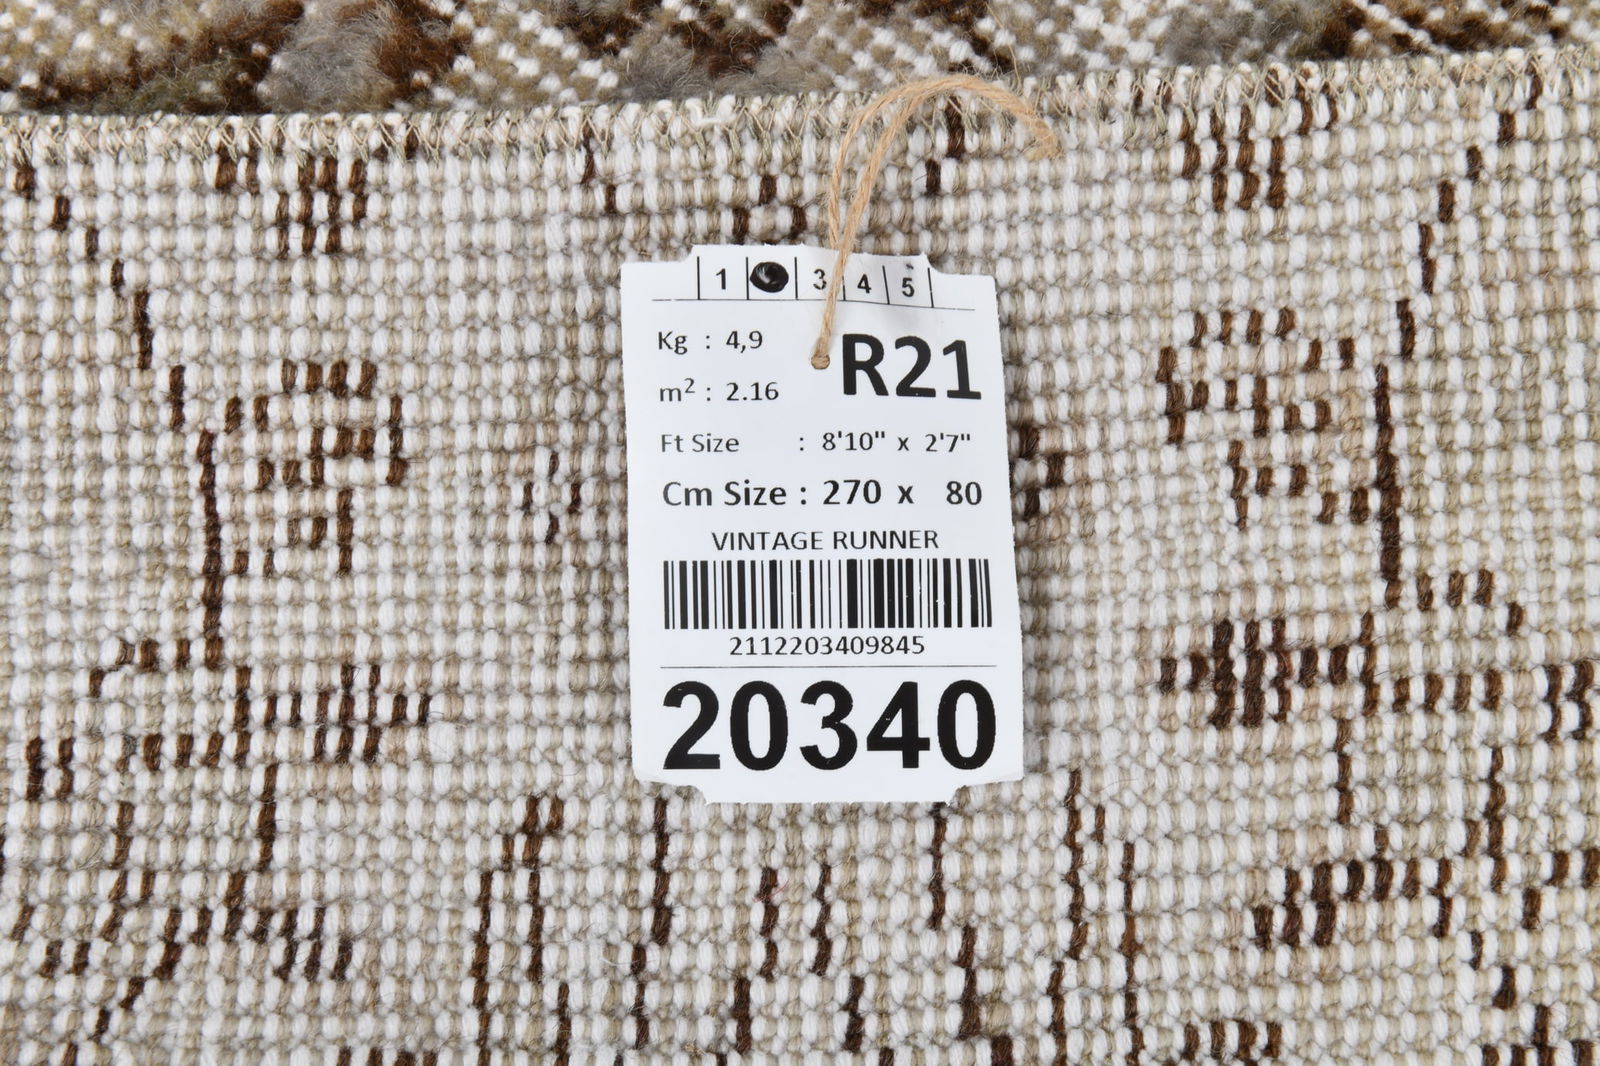 1 3 4 5
Kg : 4,9
R21
m² : 2.16
Ft Size : 8'10" x 2'7"
Cm Size : 270 x 80
VINTAGE RUNNER
2112203409845
20340